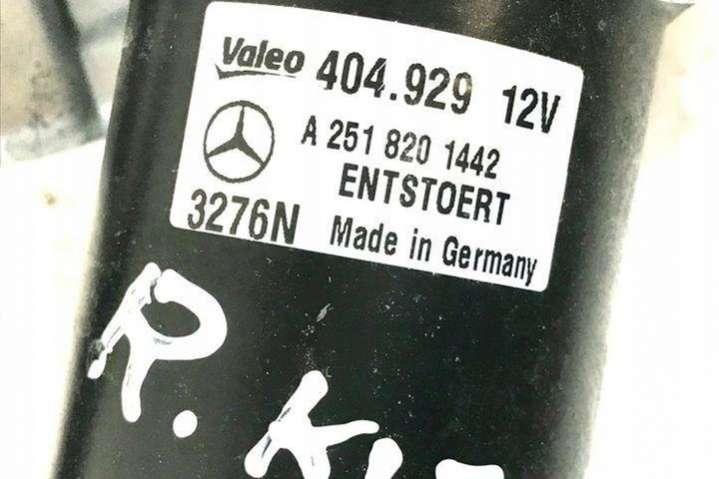 Valeo 404.929 12V
A 251 820 1442
ENTSTOERT
3276N Made in Germany
R. K